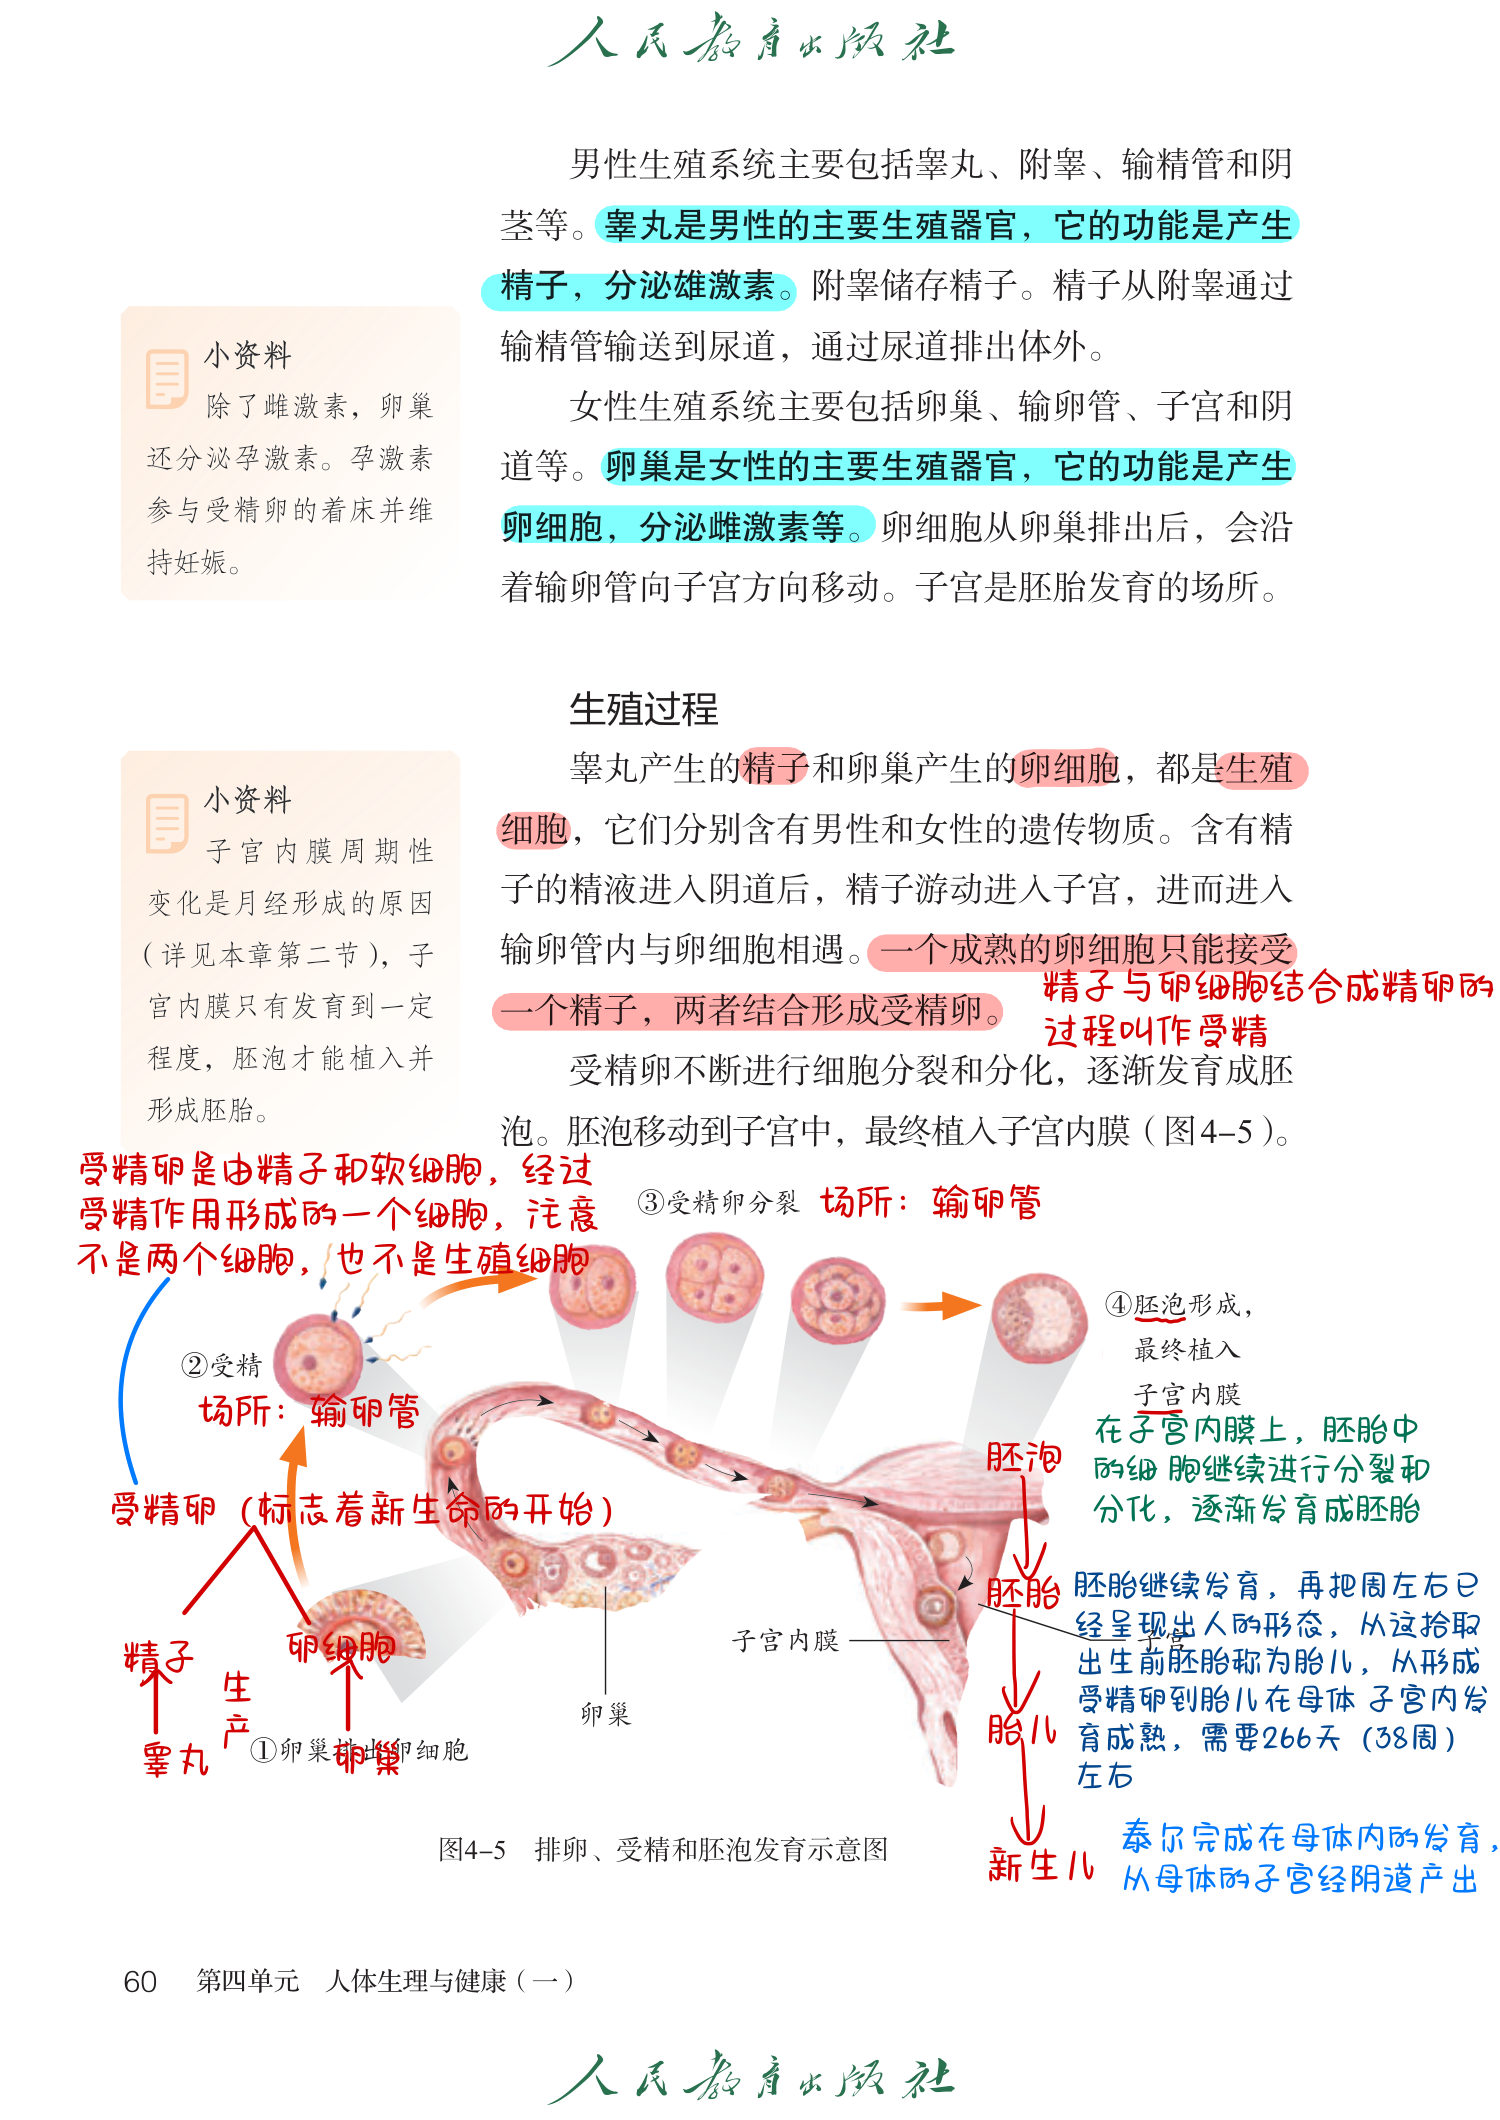 人民教育出版社
男性生殖系统主要包括睾丸、附睾、输精管和阴
茎等。睾丸是男性的主要生殖器官，它的功能是产生
精子，分泌雄激素。附睾储存精子。精子从附睾通过
输精管输送到尿道，通过尿道排出体外。
女性生殖系统主要包括卵巢、输卵管、子宫和阴
道等。卵巢是女性的主要生殖器官，它的功能是产生
卵细胞，分泌雌激素等。卵细胞从卵巢排出后，会沿
着输卵管向子宫方向移动。子宫是胚胎发育的场所。
小资料
除了雌激素，卵巢
还分泌孕激素。孕激素
参与受精卵的着床并维
持妊娠。
生殖过程
睾丸产生的精子和卵巢产生的卵细胞，都是生殖
细胞，它们分别含有男性和女性的遗传物质。含有精
子的精液进入阴道后，精子游动进入子宫，进而进入
输卵管内与卵细胞相遇。一个成熟的卵细胞只能接受
一个精子，两者结合形成受精卵。
精子与卵细胞结合成精卵的
过程叫作受精
受精卵不断进行细胞分裂和分化，逐渐发育成胚
泡。胚泡移动到子宫中，最终植入子宫内膜（图4-5）。
小资料
子宫内膜周期性
变化是月经形成的原因
（详见本章第二节），子
宫内膜只有发育到一定
程度，胚泡才能植入并
形成胚胎。
受精卵是由精子和软细胞，经过
受精作用形成的一个细胞，注意
不是两个细胞，也不是生殖细胞
③受精卵分裂 场所：输卵管
②受精
场所：输卵管
④胚泡形成，
最终植入
子宫内膜
在子宫内膜上，胚胎中
的细 胞继续进行分裂和
分化，逐渐发育成胚胎
受精卵（标志着新生命的开始）
精子
卵细胞
生产
睾丸
卵巢
①卵巢排出卵细胞
卵巢
子宫内膜
子宫
胚泡
胚胎
胎儿
新生儿
胚胎继续发育，再把周左右已
经呈现出人的形态，从这拾取
出生前胚胎称为胎儿，从形成
受精卵到胎儿在母体 子宫内发
育成熟，需要266天（38周）
左右
泰尔完成在母体内的发育，
从母体的子宫经阴道产出
图4-5 排卵、受精和胚泡发育示意图
60 第四单元 人体生理与健康（一）
人民教育出版社